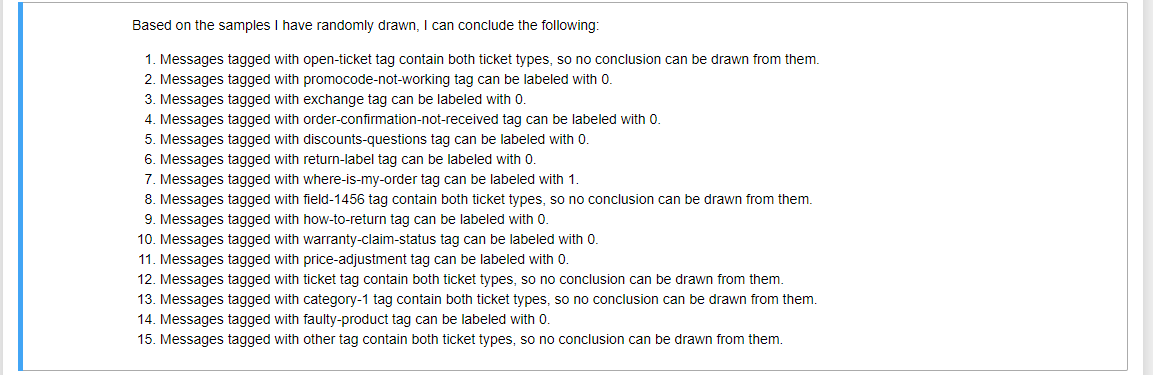 Based on the samples I have randomly drawn, I can conclude the following:
1. Messages tagged with open-ticket tag contain both ticket types, so no conclusion can be drawn from them.
2. Messages tagged with promocode-not-working tag can be labeled with 0.
3. Messages tagged with exchange tag can be labeled with 0.
4. Messages tagged with order-confirmation-not-received tag can be labeled with 0.
5. Messages tagged with discounts-questions tag can be labeled with 0.
6. Messages tagged with return-label tag can be labeled with 0.
7. Messages tagged with where-is-my-order tag can be labeled with 1.
8. Messages tagged with field-1456 tag contain both ticket types, so no conclusion can be drawn from them.
9. Messages tagged with how-to-return tag can be labeled with 0.
10. Messages tagged with warranty-claim-status tag can be labeled with 0.
11. Messages tagged with price-adjustment tag can be labeled with 0.
12. Messages tagged with ticket tag contain both ticket types, so no conclusion can be drawn from them.
13. Messages tagged with category-1 tag contain both ticket types, so no conclusion can be drawn from them.
14. Messages tagged with faulty-product tag can be labeled with 0.
15. Messages tagged with other tag contain both ticket types, so no conclusion can be drawn from them.